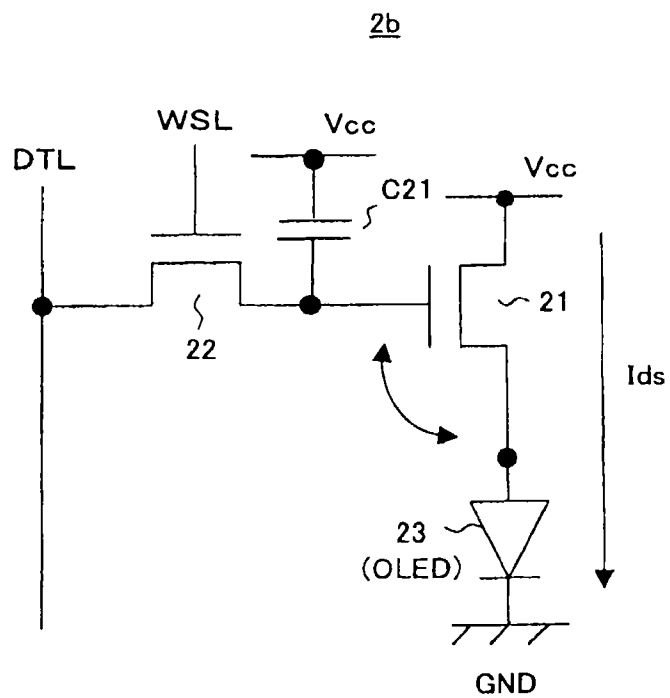 2b
WSL
Vcc
DTL
C21
Vcc
22
21
Ids
23
(OLED)
GND